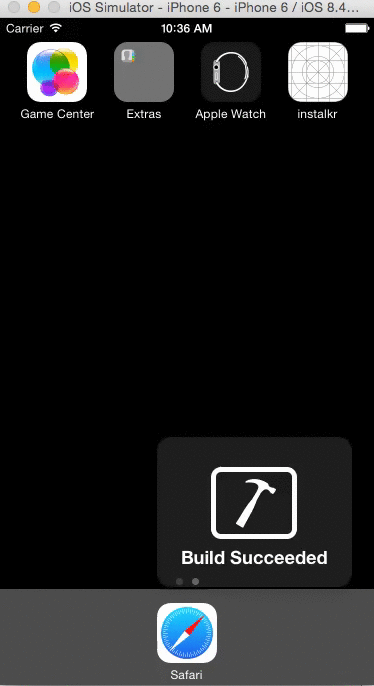 iOS Simulator - iPhone 6 - iPhone 6 / iOS 8.4...
Carrier 10:36 AM
Game Center Extras Apple Watch instalkr
Build Succeeded
Safari